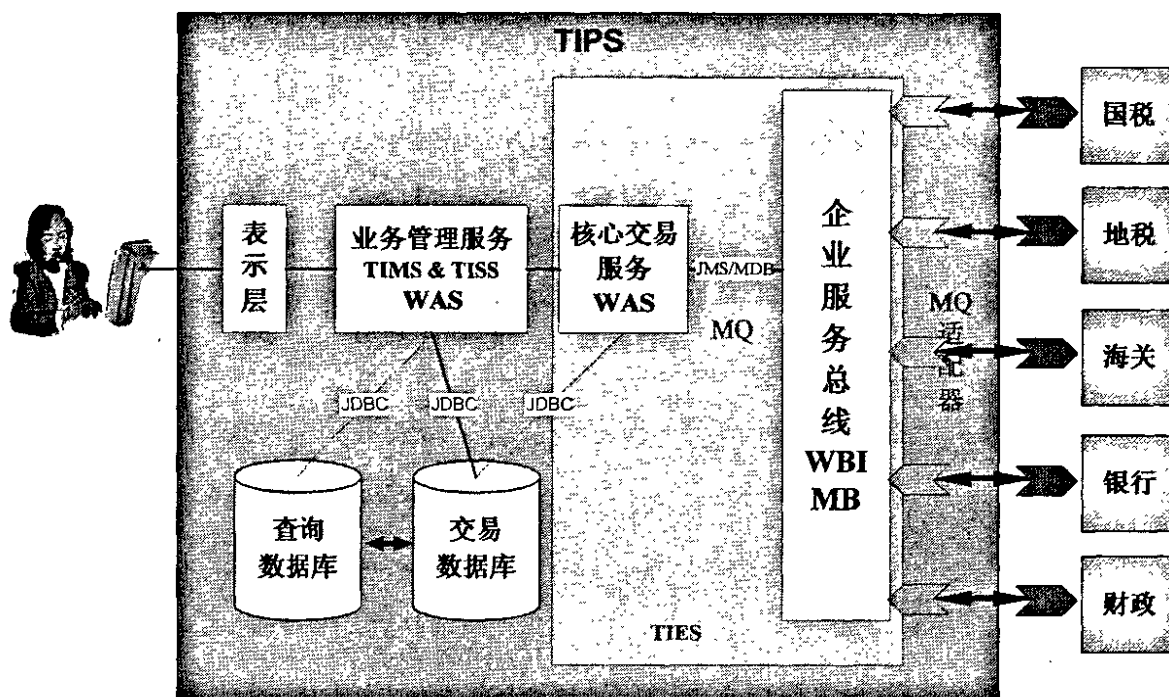 TIPS
表
示
层
业务管理服务
TIMS & TISS
WAS
核心交易
服务
WAS
JMS/MDB
MQ
企
业
服
务
总
线
WBI
MB
MQ
适
配
器
国税
地税
海关
银行
财政
JDBC
JDBC
JDBC
查询
数据库
交易
数据库
TIES